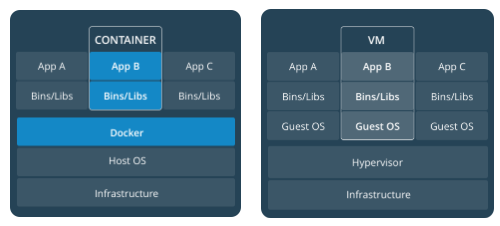 CONTAINER
App A App B App C
Bins/Libs Bins/Libs Bins/Libs
Docker
Host OS
Infrastructure
VM
App A App B App C
Bins/Libs Bins/Libs Bins/Libs
Guest OS Guest OS Guest OS
Hypervisor
Infrastructure